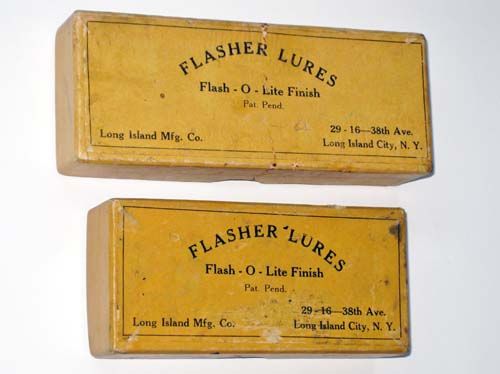 FLASHER LURES
Flash - O - Lite Finish
Pat. Pend.
Long Island Mfg. Co.
29 - 16—38th Ave.
Long Island City, N. Y.
FLASHER LURES
Flash - O - Lite Finish
Pat. Pend.
Long Island Mfg. Co.
29 - 16—38th Ave.
Long Island City, N. Y.